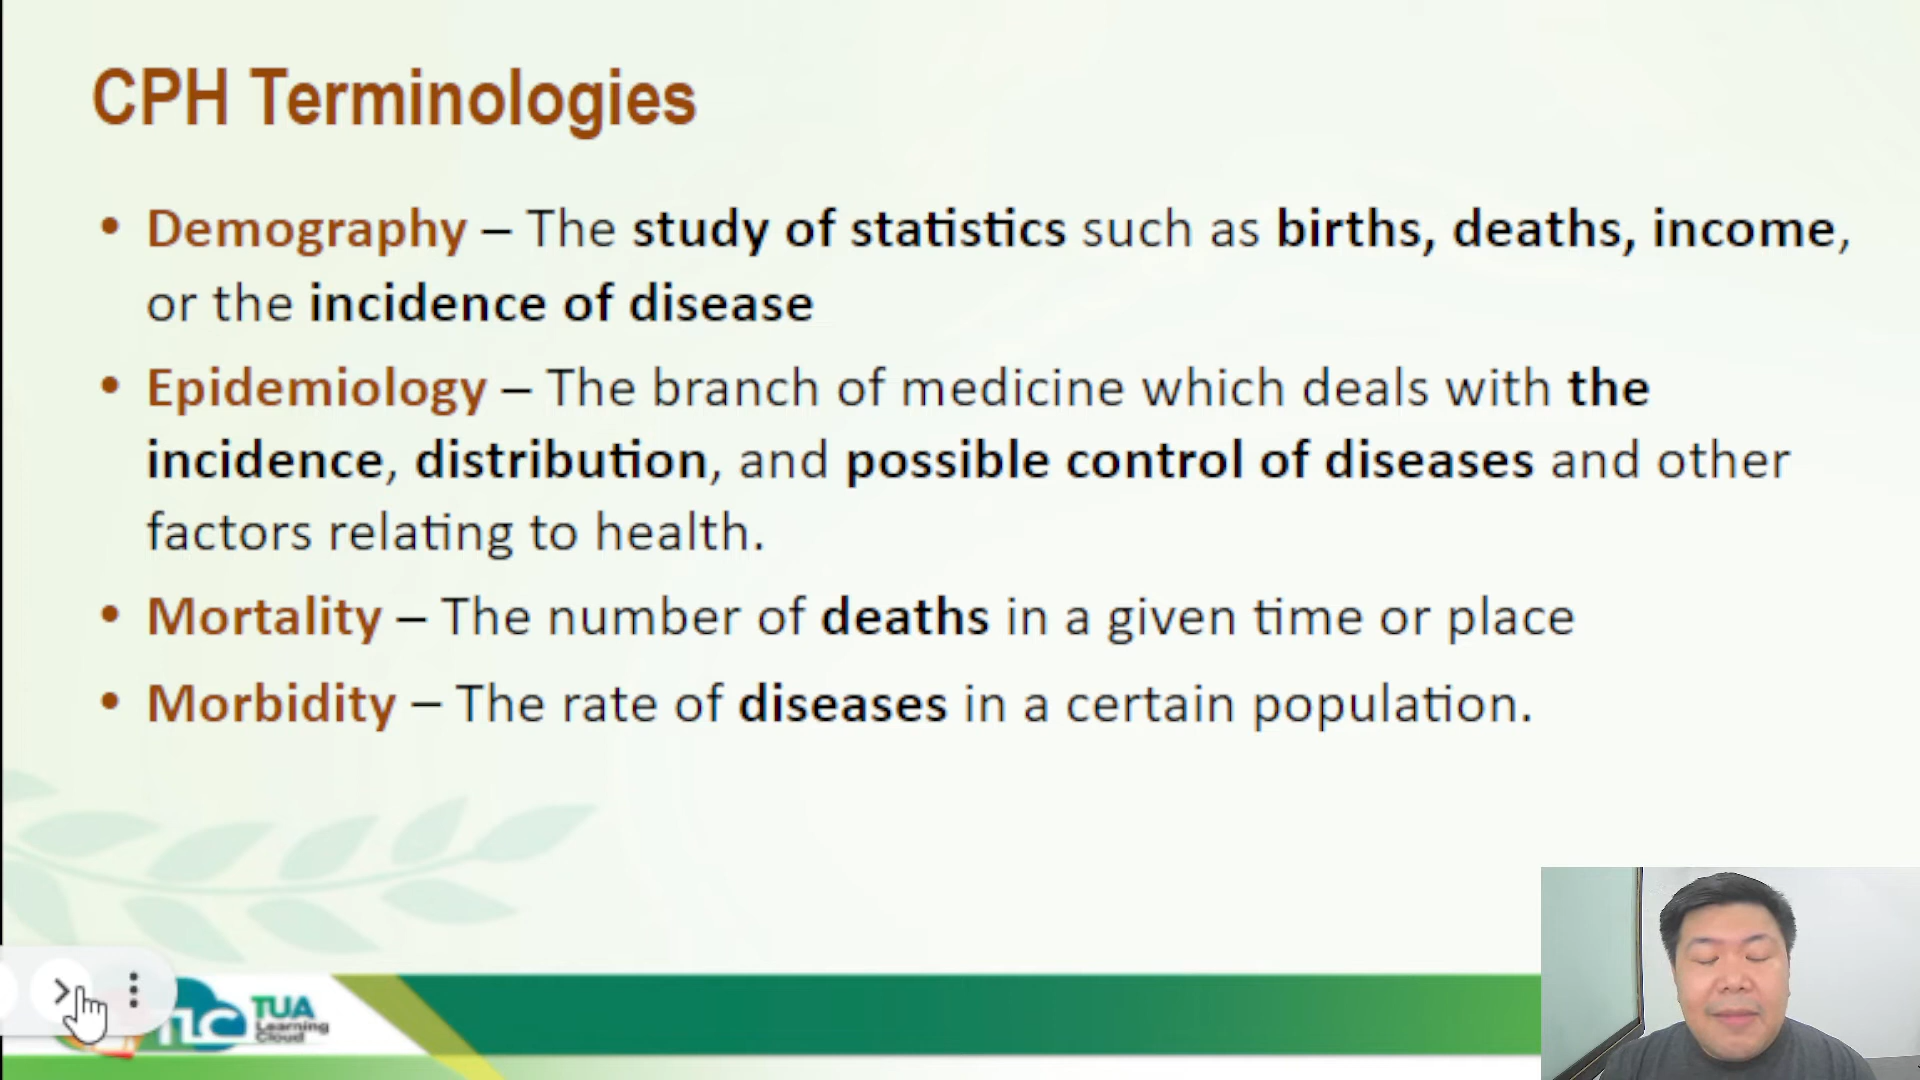 CPH Terminologies
• Demography – The study of statistics such as births, deaths, income,
or the incidence of disease
• Epidemiology – The branch of medicine which deals with the
incidence, distribution, and possible control of diseases and other
factors relating to health.
• Mortality – The number of deaths in a given time or place
• Morbidity – The rate of diseases in a certain population.
TLC
TUA
Learning
Cloud